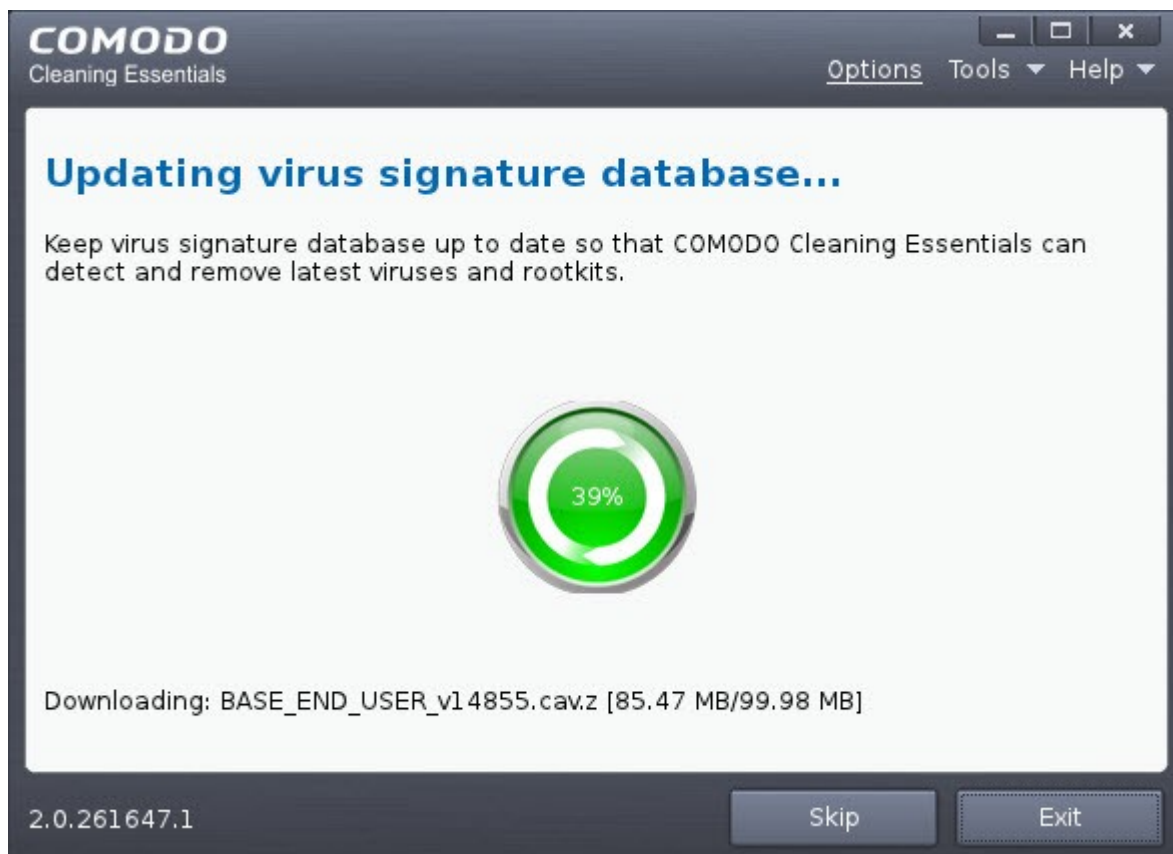 COMODO
Cleaning Essentials
Options Tools Help
Updating virus signature database...
Keep virus signature database up to date so that COMODO Cleaning Essentials can
detect and remove latest viruses and rootkits.
39%
Downloading: BASE_END_USER_v14855.cav.z [85.47 MB/99.98 MB]
2.0.261647.1
Skip Exit